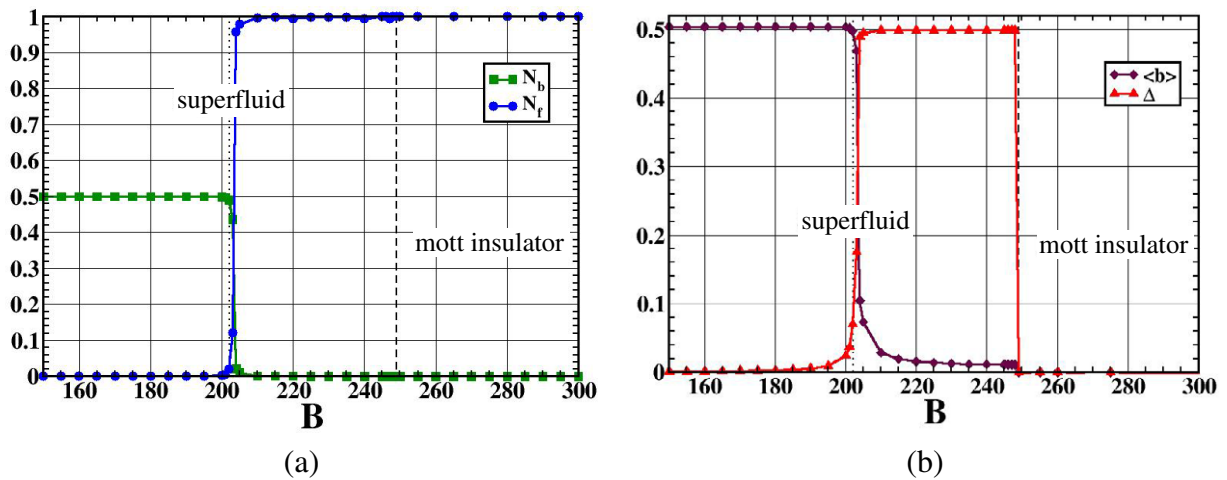 1
0.9
0.8
0.7
0.6
0.5
0.4
0.3
0.2
0.1
0
160 180 200 220 240 260 280 300
B
N_b
N_f
superfluid
mott insulator
(a)
0.5
0.4
0.3
0.2
0.1
0
160 180 200 220 240 260 280 300
B
<b>
Δ
superfluid
mott insulator
(b)